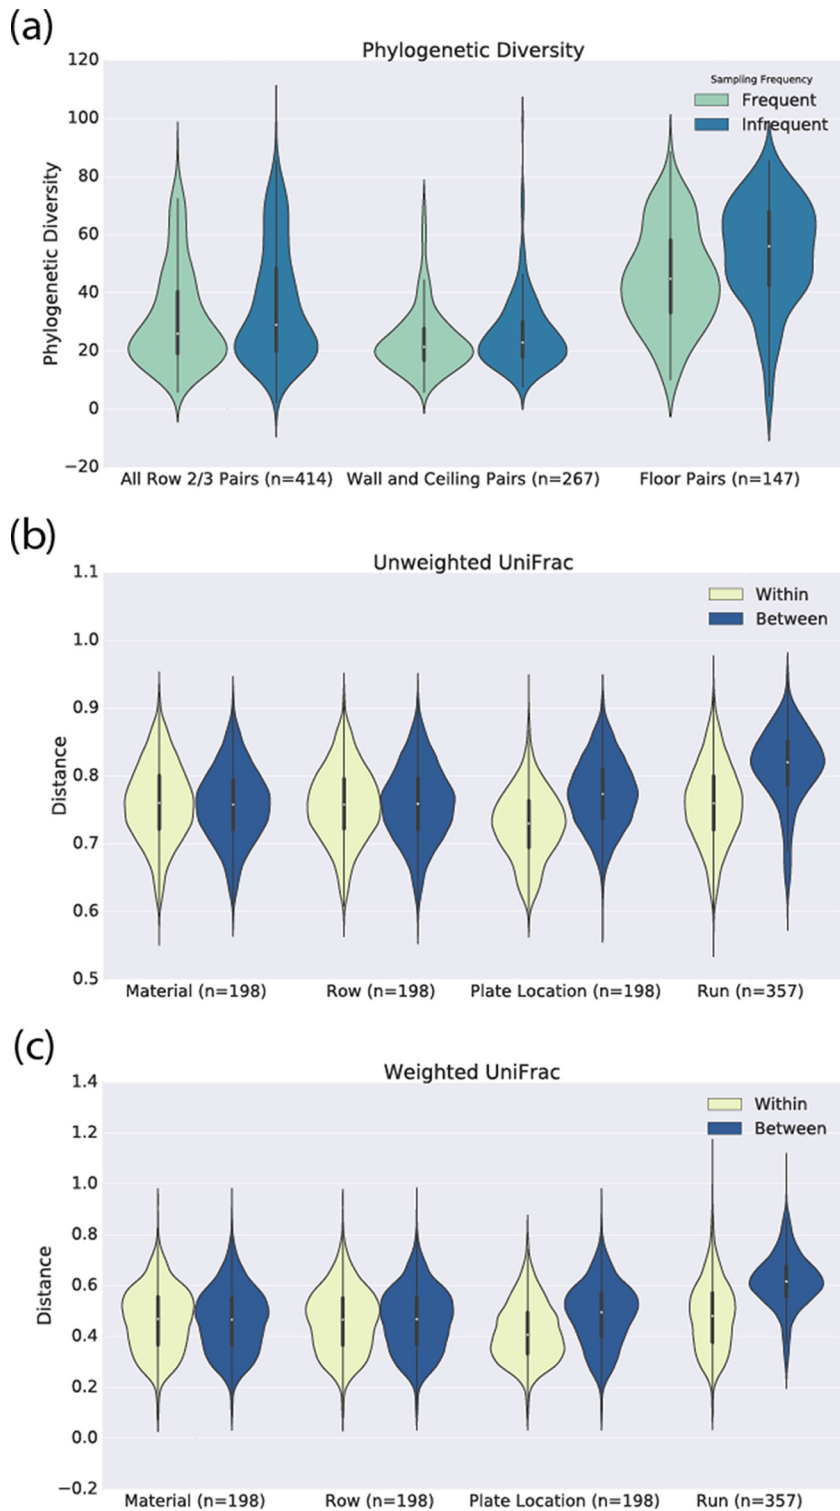 (a)
Phylogenetic Diversity
Sampling Frequency
Frequent
Infrequent
Phylogenetic Diversity
120
100
80
60
40
20
0
−20
All Row 2/3 Pairs (n=414) Wall and Ceiling Pairs (n=267) Floor Pairs (n=147)
(b)
Unweighted UniFrac
Within
Between
Distance
1.1
1.0
0.9
0.8
0.7
0.6
0.5
Material (n=198) Row (n=198) Plate Location (n=198) Run (n=357)
(c)
Weighted UniFrac
Within
Between
Distance
1.4
1.2
1.0
0.8
0.6
0.4
0.2
0.0
−0.2
Material (n=198) Row (n=198) Plate Location (n=198) Run (n=357)